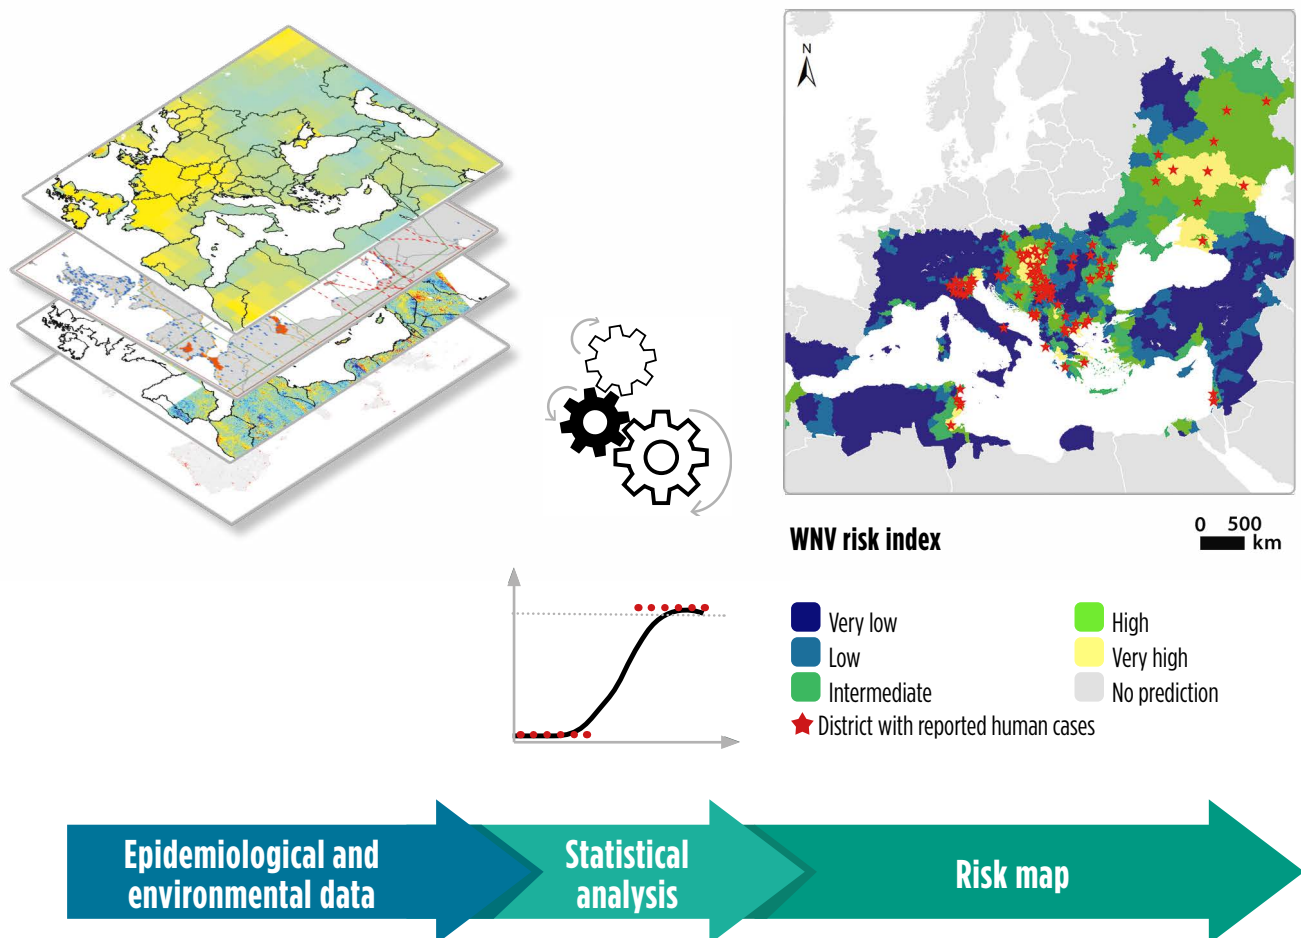 N
WNV risk index
0 500
km
Very low
Low
Intermediate
High
Very high
No prediction
District with reported human cases
Epidemiological and
environmental data
Statistical
analysis
Risk map